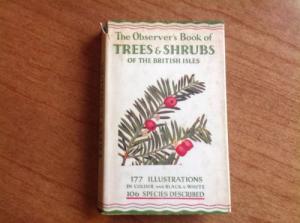 The Observer's Book of
TREES & SHRUBS
OF THE BRITISH ISLES
177 ILLUSTRATIONS
IN COLOUR AND BLACK & WHITE
106 SPECIES DESCRIBED